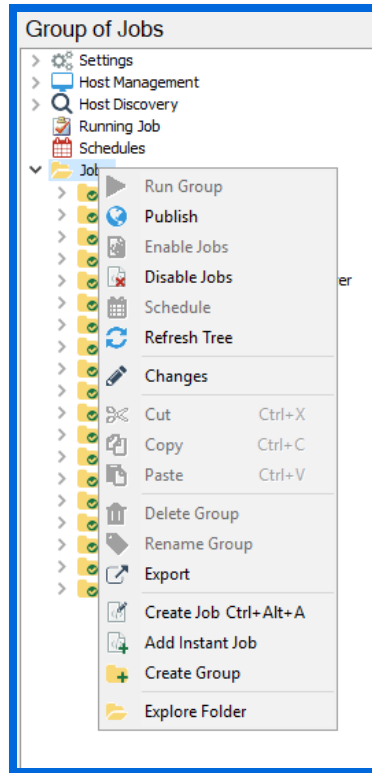 Group of Jobs
Settings
Host Management
Host Discovery
Running Job
Schedules
Run Group
Publish
Enable Jobs
Disable Jobs
er
Schedule
Refresh Tree
Changes
Cut Ctrl+X
Copy Ctrl+C
Paste Ctrl+V
Delete Group
Rename Group
Export
Create Job Ctrl+Alt+A
Add Instant Job
Create Group
Explore Folder